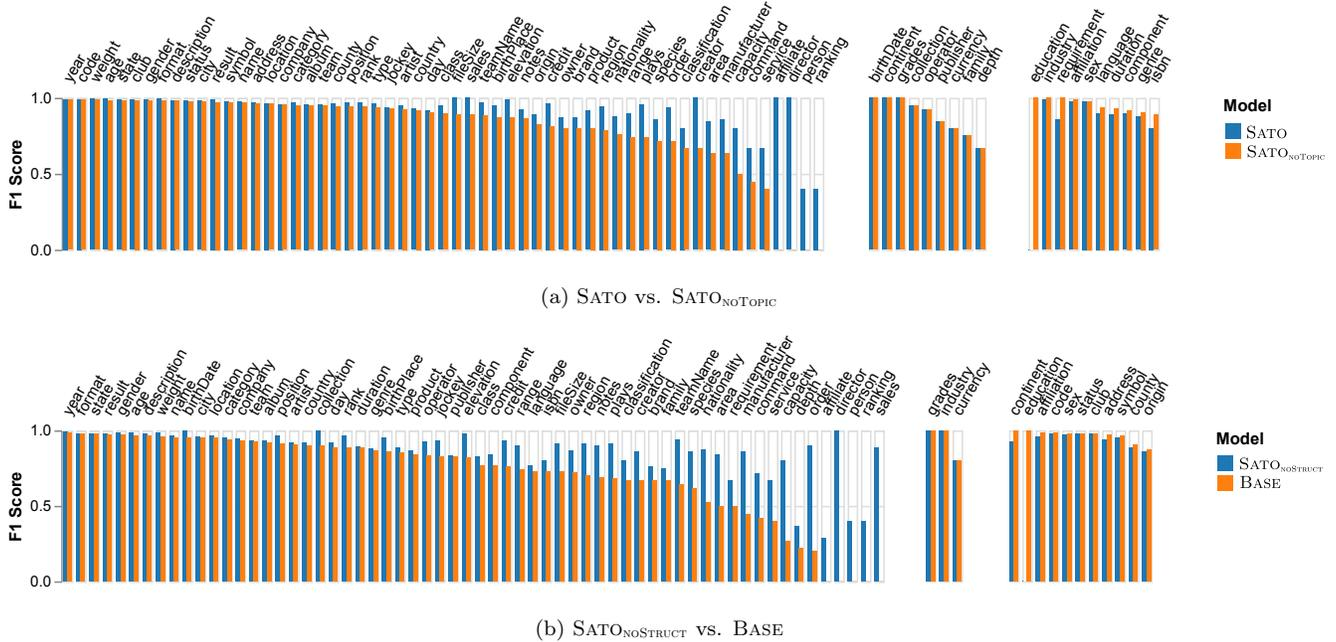 year
code
weight
age
state
club
gender
format
description
status
city
result
symbol
name
address
location
company
category
album
team
county
position
rank
type
jockey
artist
country
day
class
fileSize
sales
teamName
birthPlace
elevation
notes
origin
credit
owner
brand
product
region
nationality
range
plays
species
order
classification
creator
area
manufacturer
capacity
command
service
affiliate
director
person
ranking
birthDate
continent
grades
collection
operator
publisher
currency
family
depth
education
industry
requirement
affiliation
sex
language
duration
component
genre
isbn
F1 Score
1.0
0.5
0.0
Model
SATO
SATOnoTopic
(a) SATO vs. SATOnoTopic
year
format
state
result
gender
age
description
weight
name
birthDate
city
location
category
company
team
album
position
artist
country
collection
day
rank
duration
genre
birthPlace
type
product
operator
jockey
publisher
elevation
class
component
credit
range
language
isbn
fileSize
owner
region
notes
plays
classification
creator
brand
family
teamName
species
nationality
area
requirement
manufacturer
command
service
capacity
depth
order
affiliate
director
person
ranking
sales
grades
industry
currency
continent
education
affiliation
code
sex
status
club
address
symbol
county
origin
F1 Score
1.0
0.5
0.0
Model
SATOnoStruct
BASE
(b) SATOnoStruct vs. BASE